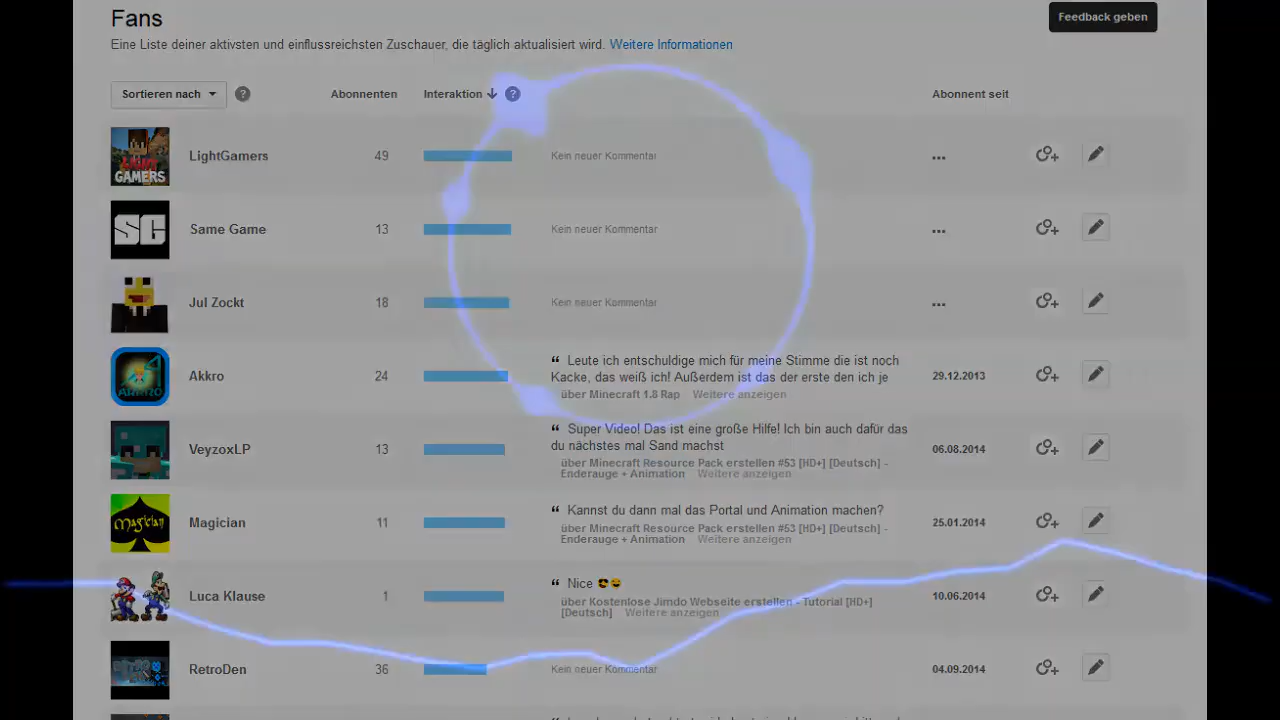 Fans
Feedback geben
Eine Liste deiner aktivsten und einflussreichsten Zuschauer, die täglich aktualisiert wird. Weitere Informationen
Sortieren nach
Abonnenten
Interaktion
Abonnent seit
LIGHT
GAMERS
LightGamers
49
Kein neuer Kommentar
...
SG
Same Game
13
Kein neuer Kommentar
...
Jul Zockt
18
Kein neuer Kommentar
...
AKKRO
Akkro
24
“ Leute ich entschuldige mich für meine Stimme die ist noch
Kacke, das weiß ich! Außerdem ist das der erste den ich je
über Minecraft 1.8 Rap Weitere anzeigen
29.12.2013
VeyzoxLP
13
“ Super Video! Das ist eine große Hilfe! Ich bin auch dafür das
du nächstes mal Sand machst
über Minecraft Resource Pack erstellen #53 [HD+] [Deutsch] -
Enderauge + Animation Weitere anzeigen
06.08.2014
Magician
Magician
11
“ Kannst du dann mal das Portal und Animation machen?
über Minecraft Resource Pack erstellen #53 [HD+] [Deutsch] -
Enderauge + Animation Weitere anzeigen
25.01.2014
Luca Klause
1
“ Nice 😎😄
über Kostenlose Jimdo Webseite erstellen - Tutorial [HD+]
[Deutsch] Weitere anzeigen
10.06.2014
RetroDen
36
Kein neuer Kommentar
04.09.2014